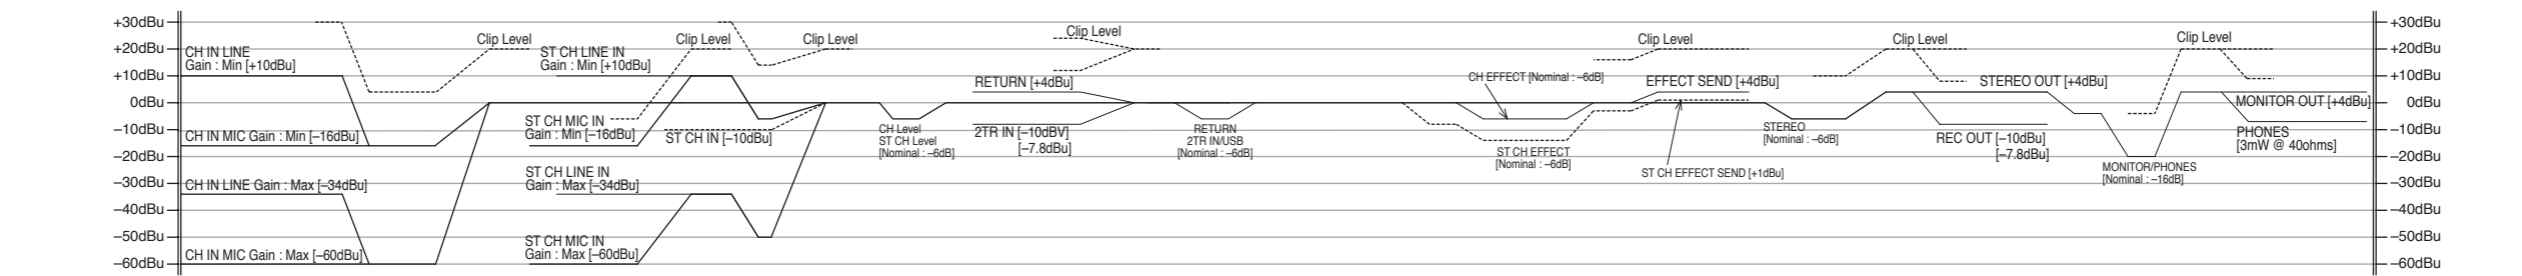 +30dBu
+20dBu
+10dBu
0dBu
–10dBu
–20dBu
–30dBu
–40dBu
–50dBu
–60dBu
CH IN LINE
Gain : Min [+10dBu]
CH IN MIC Gain : Min [–16dBu]
CH IN LINE Gain : Max [–34dBu]
CH IN MIC Gain : Max [–60dBu]
Clip Level
ST CH LINE IN
Gain : Min [+10dBu]
ST CH MIC IN
Gain : Min [–16dBu]
ST CH LINE IN
Gain : Max [–34dBu]
ST CH MIC IN
Gain : Max [–60dBu]
Clip Level
ST CH IN [–10dBu]
Clip Level
CH Level
ST CH Level
[Nominal : –6dB]
RETURN [+4dBu]
2TR IN [–10dBV]
[–7.8dBu]
Clip Level
RETURN
2TR IN/USB
[Nominal : –6dB]
CH EFFECT [Nominal : –6dB]
ST CH EFFECT
[Nominal : –6dB]
Clip Level
EFFECT SEND [+4dBu]
ST CH EFFECT SEND [+1dBu]
STEREO
[Nominal : –6dB]
Clip Level
STEREO OUT [+4dBu]
REC OUT [–10dBu]
[–7.8dBu]
MONITOR/PHONES
[Nominal : –16dB]
Clip Level
MONITOR OUT [+4dBu]
PHONES
[3mW @ 40ohms]
+30dBu
+20dBu
+10dBu
0dBu
–10dBu
–20dBu
–30dBu
–40dBu
–50dBu
–60dBu